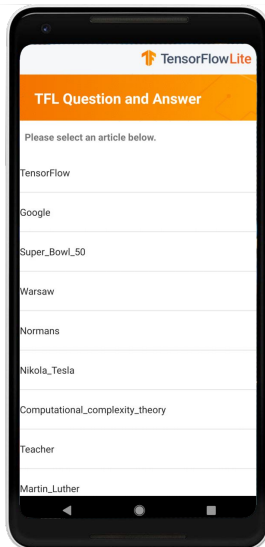 TensorFlowLite
TFL Question and Answer
Please select an article below.
TensorFlow
Google
Super_Bowl_50
Warsaw
Normans
Nikola_Tesla
Computational_complexity_theory
Teacher
Martin_Luther